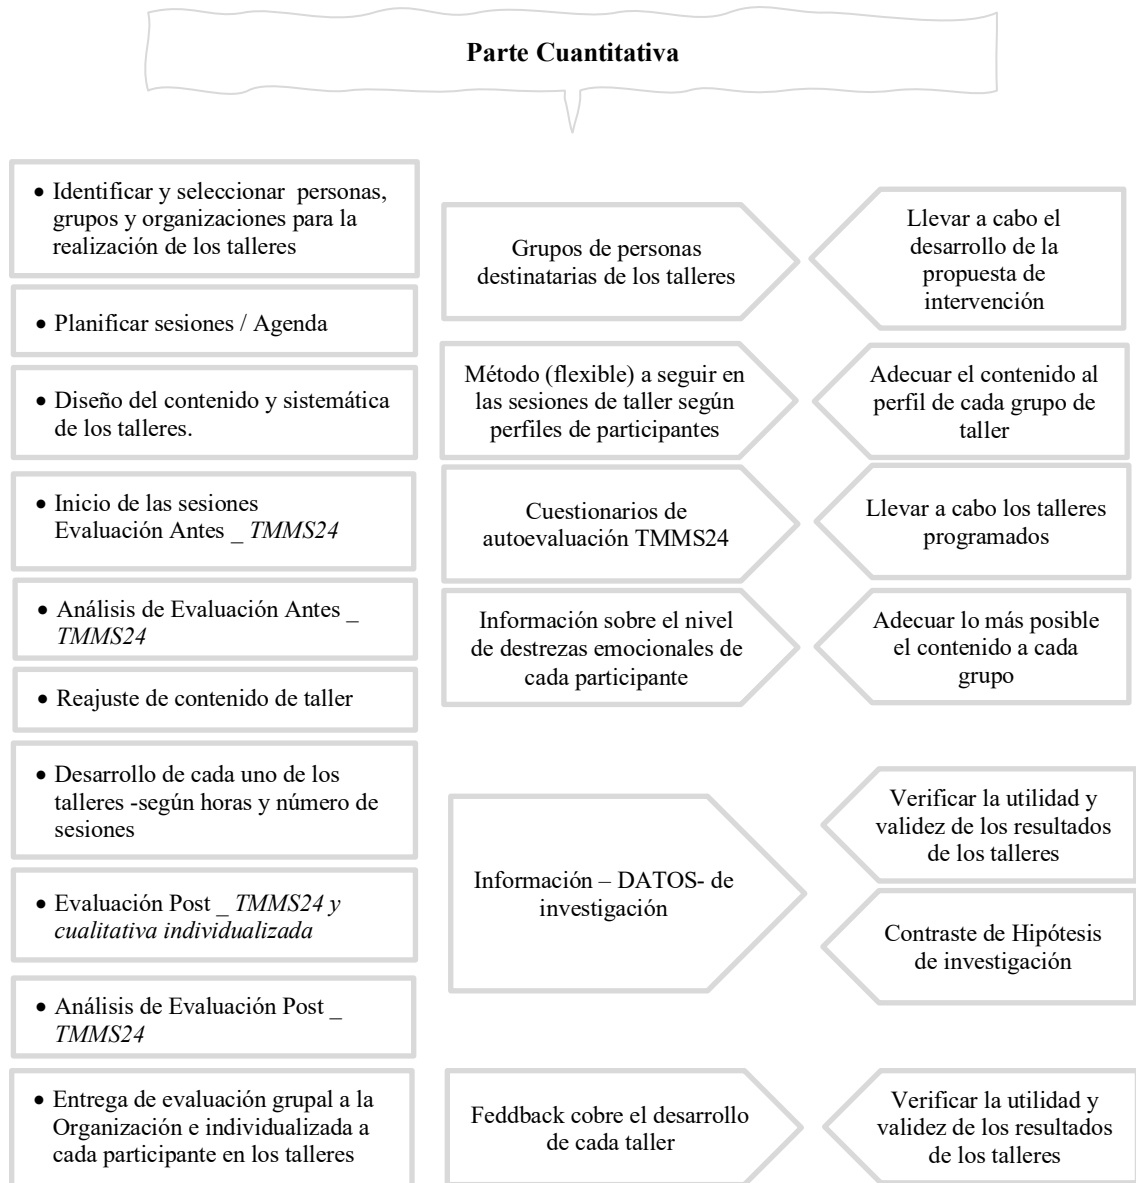 Parte Cuantitativa
• Identificar y seleccionar personas,
grupos y organizaciones para la
realización de los talleres
• Planificar sesiones / Agenda
• Diseño del contenido y sistemática
de los talleres.
• Inicio de las sesiones
Evaluación Antes _ TMMS24
• Análisis de Evaluación Antes _
TMMS24
• Reajuste de contenido de taller
• Desarrollo de cada uno de los
talleres -según horas y número de
sesiones
• Evaluación Post _ TMMS24 y
cualitativa individualizada
• Análisis de Evaluación Post _
TMMS24
• Entrega de evaluación grupal a la
Organización e individualizada a
cada participante en los talleres
Grupos de personas
destinatarias de los talleres
Método (flexible) a seguir en
las sesiones de taller según
perfiles de participantes
Cuestionarios de
autoevaluación TMMS24
Información sobre el nivel
de destrezas emocionales de
cada participante
Información – DATOS- de
investigación
Feddback cobre el desarrollo
de cada taller
Llevar a cabo el
desarrollo de la
propuesta de
intervención
Adecuar el contenido al
perfil de cada grupo de
taller
Llevar a cabo los talleres
programados
Adecuar lo más posible
el contenido a cada
grupo
Verificar la utilidad y
validez de los resultados
de los talleres
Contraste de Hipótesis
de investigación
Verificar la utilidad y
validez de los resultados
de los talleres